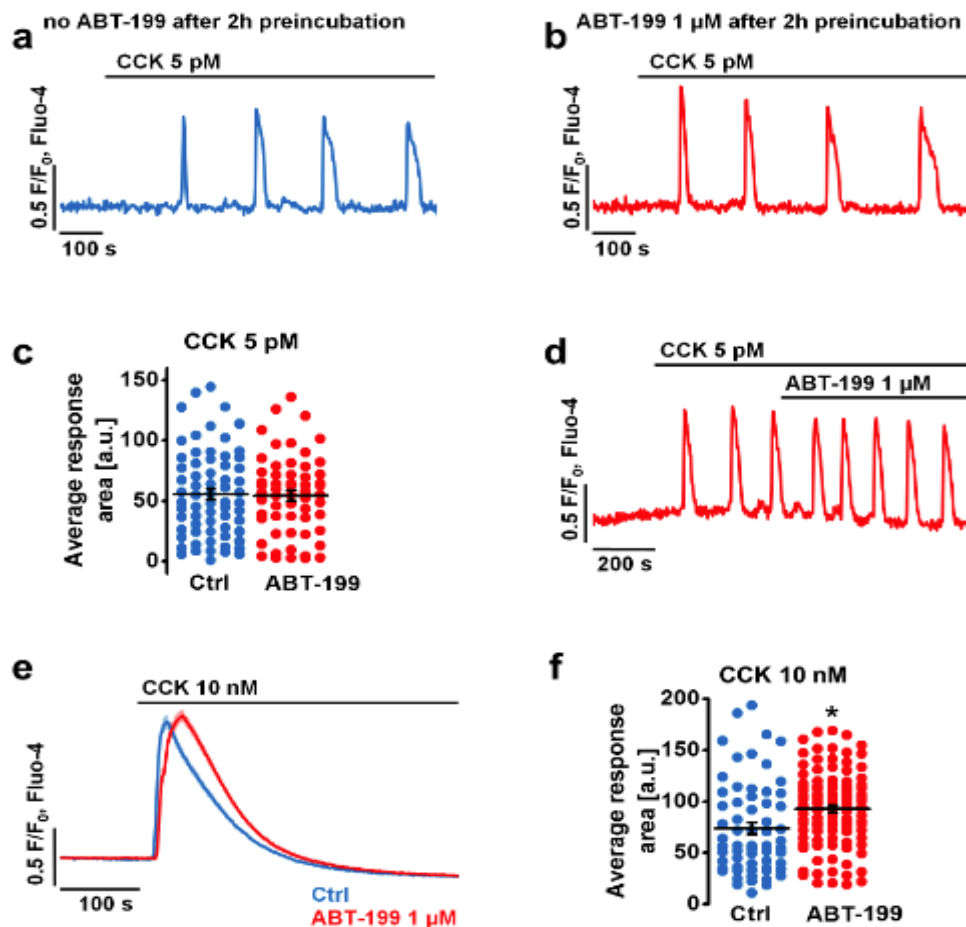 no ABT-199 after 2h preincubation
ABT-199 1 µM after 2h preincubation
a
CCK 5 pM
0.5 F/F0, Fluo-4
100 s
b
CCK 5 pM
0.5 F/F0, Fluo-4
100 s
c
CCK 5 pM
Average response
area [a.u.]
150
100
50
0
Ctrl
ABT-199
d
CCK 5 pM
ABT-199 1 µM
0.5 F/F0, Fluo-4
200 s
e
CCK 10 nM
0.5 F/F0, Fluo-4
100 s
Ctrl
ABT-199 1 µM
f
CCK 10 nM
Average response
area [a.u.]
200
150
100
50
0
*
Ctrl
ABT-199